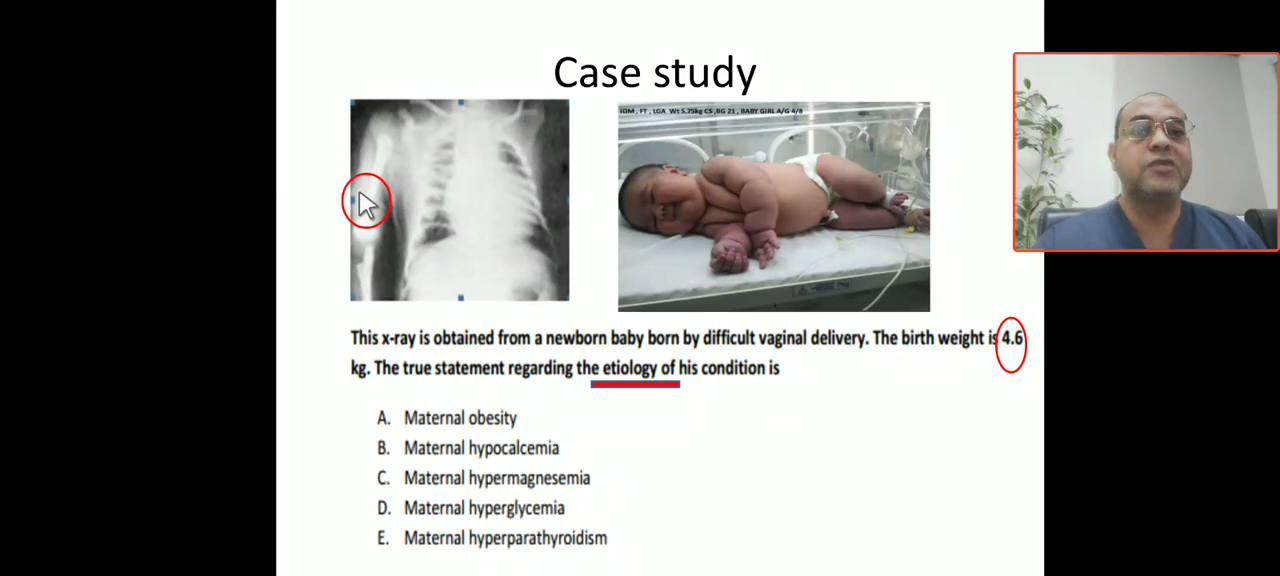 Case study
IDM , FT , LGA Wt 5.75kg CS ,BG 21 , BABY GIRL A/G 4/8
This x-ray is obtained from a newborn baby born by difficult vaginal delivery. The birth weight is 4.6
kg. The true statement regarding the etiology of his condition is
A. Maternal obesity
B. Maternal hypocalcemia
C. Maternal hypermagnesemia
D. Maternal hyperglycemia
E. Maternal hyperparathyroidism